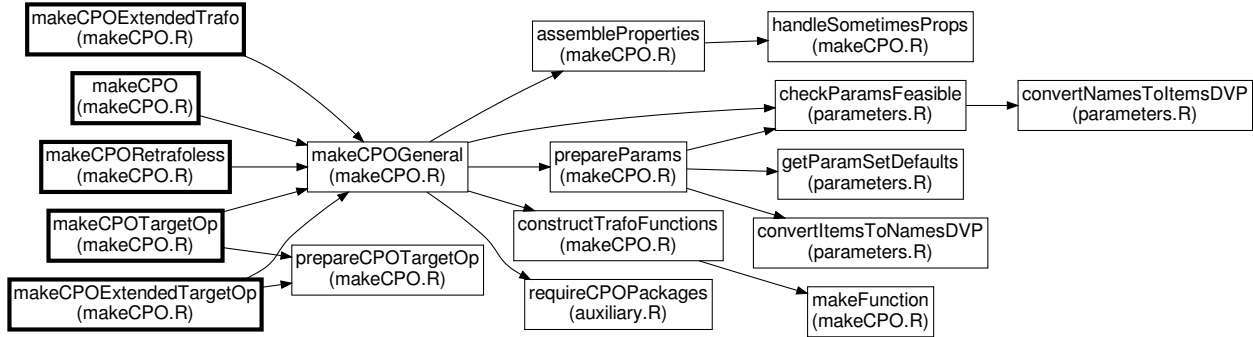 makeCPOExtendedTrafo
(makeCPO.R)
makeCPO
(makeCPO.R)
makeCPORetrafoless
(makeCPO.R)
makeCPOTargetOp
(makeCPO.R)
makeCPOExtendedTargetOp
(makeCPO.R)
makeCPOGeneral
(makeCPO.R)
prepareCPOTargetOp
(makeCPO.R)
assembleProperties
(makeCPO.R)
prepareParams
(makeCPO.R)
constructTrafoFunctions
(makeCPO.R)
requireCPOPackages
(auxiliary.R)
handleSometimesProps
(makeCPO.R)
checkParamsFeasible
(parameters.R)
getParamSetDefaults
(parameters.R)
convertItemsToNamesDVP
(parameters.R)
makeFunction
(makeCPO.R)
convertNamesToItemsDVP
(parameters.R)